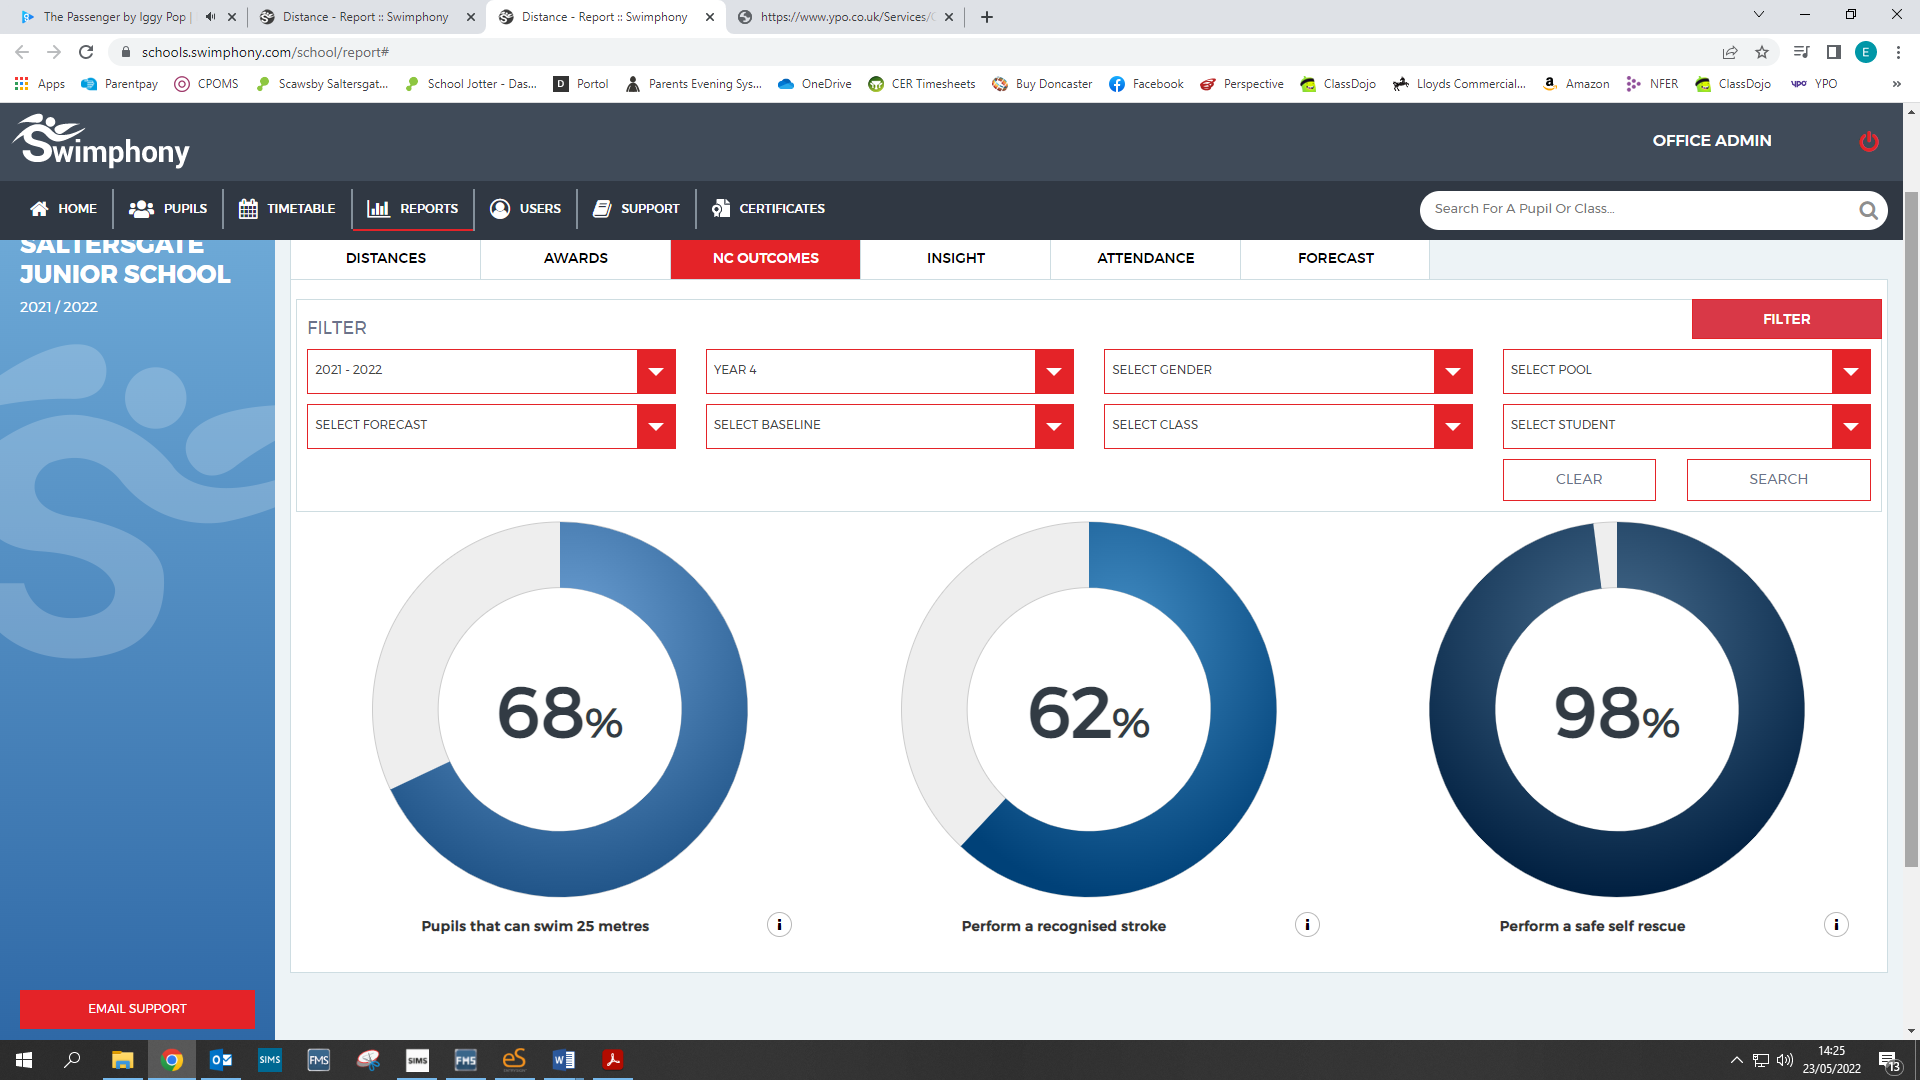 The Passenger by Iggy Pop |
Distance - Report :: Swimphony
Distance - Report :: Swimphony
https://www.ypo.co.uk/Services/
schools.swimphony.com/school/report#
E
Apps
Parentpay
CPOMS
Scawsby Saltersgat...
School Jotter - Das...
D Portol
Parents Evening Sys...
OneDrive
CER Timesheets
Buy Doncaster
Facebook
Perspective
ClassDojo
Lloyds Commercial...
Amazon
NFER
ClassDojo
YPO YPO
»
Swimphony
OFFICE ADMIN
HOME
PUPILS
TIMETABLE
REPORTS
USERS
SUPPORT
CERTIFICATES
Search For A Pupil Or Class...
SALTERSGATE
JUNIOR SCHOOL
2021 / 2022
DISTANCES
AWARDS
NC OUTCOMES
INSIGHT
ATTENDANCE
FORECAST
FILTER
FILTER
2021 - 2022
YEAR 4
SELECT GENDER
SELECT POOL
SELECT FORECAST
SELECT BASELINE
SELECT CLASS
SELECT STUDENT
CLEAR
SEARCH
68%
62%
98%
Pupils that can swim 25 metres
i
Perform a recognised stroke
i
Perform a safe self rescue
i
EMAIL SUPPORT
SIMS
FMS
SIMS
FMS
eS
14:25
23/05/2022
13